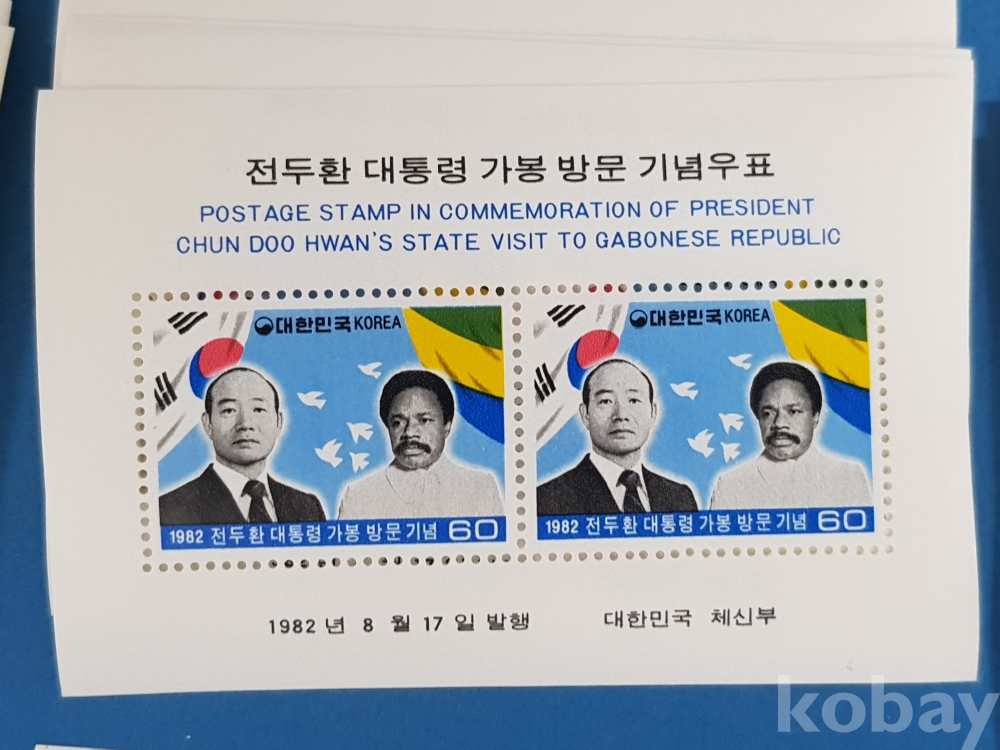 전두환 대통령 가봉 방문 기념우표
POSTAGE STAMP IN COMMEMORATION OF PRESIDENT
CHUN DOO HWAN'S STATE VISIT TO GABONESE REPUBLIC
대한민국 KOREA
1982 전두환 대통령 가봉 방문 기념 60
대한민국 KOREA
1982 전두환 대통령 가봉 방문 기념 60
1982 년 8 월 17 일 발행 대한민국 체신부
kobay